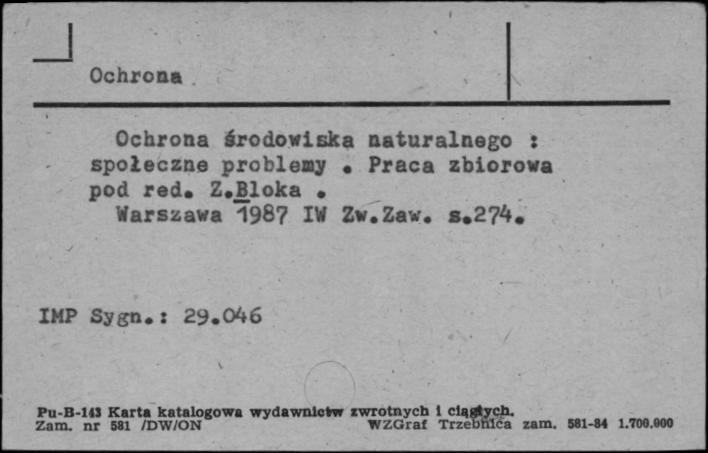 Ochrona
Ochrona środowiska naturalnego :
społeczne problemy . Praca zbiorowa
pod red. Z.Bloka .
Warszawa 1987 IW Zw.Zaw. s.274.
IMP Sygn.: 29.046
Pu-B-143 Karta katalogowa wydawnictw zwrotnych i ciągłych.
Zam. nr 581 /DW/ON WZGraf Trzebnica zam. 581-84 1.700.000